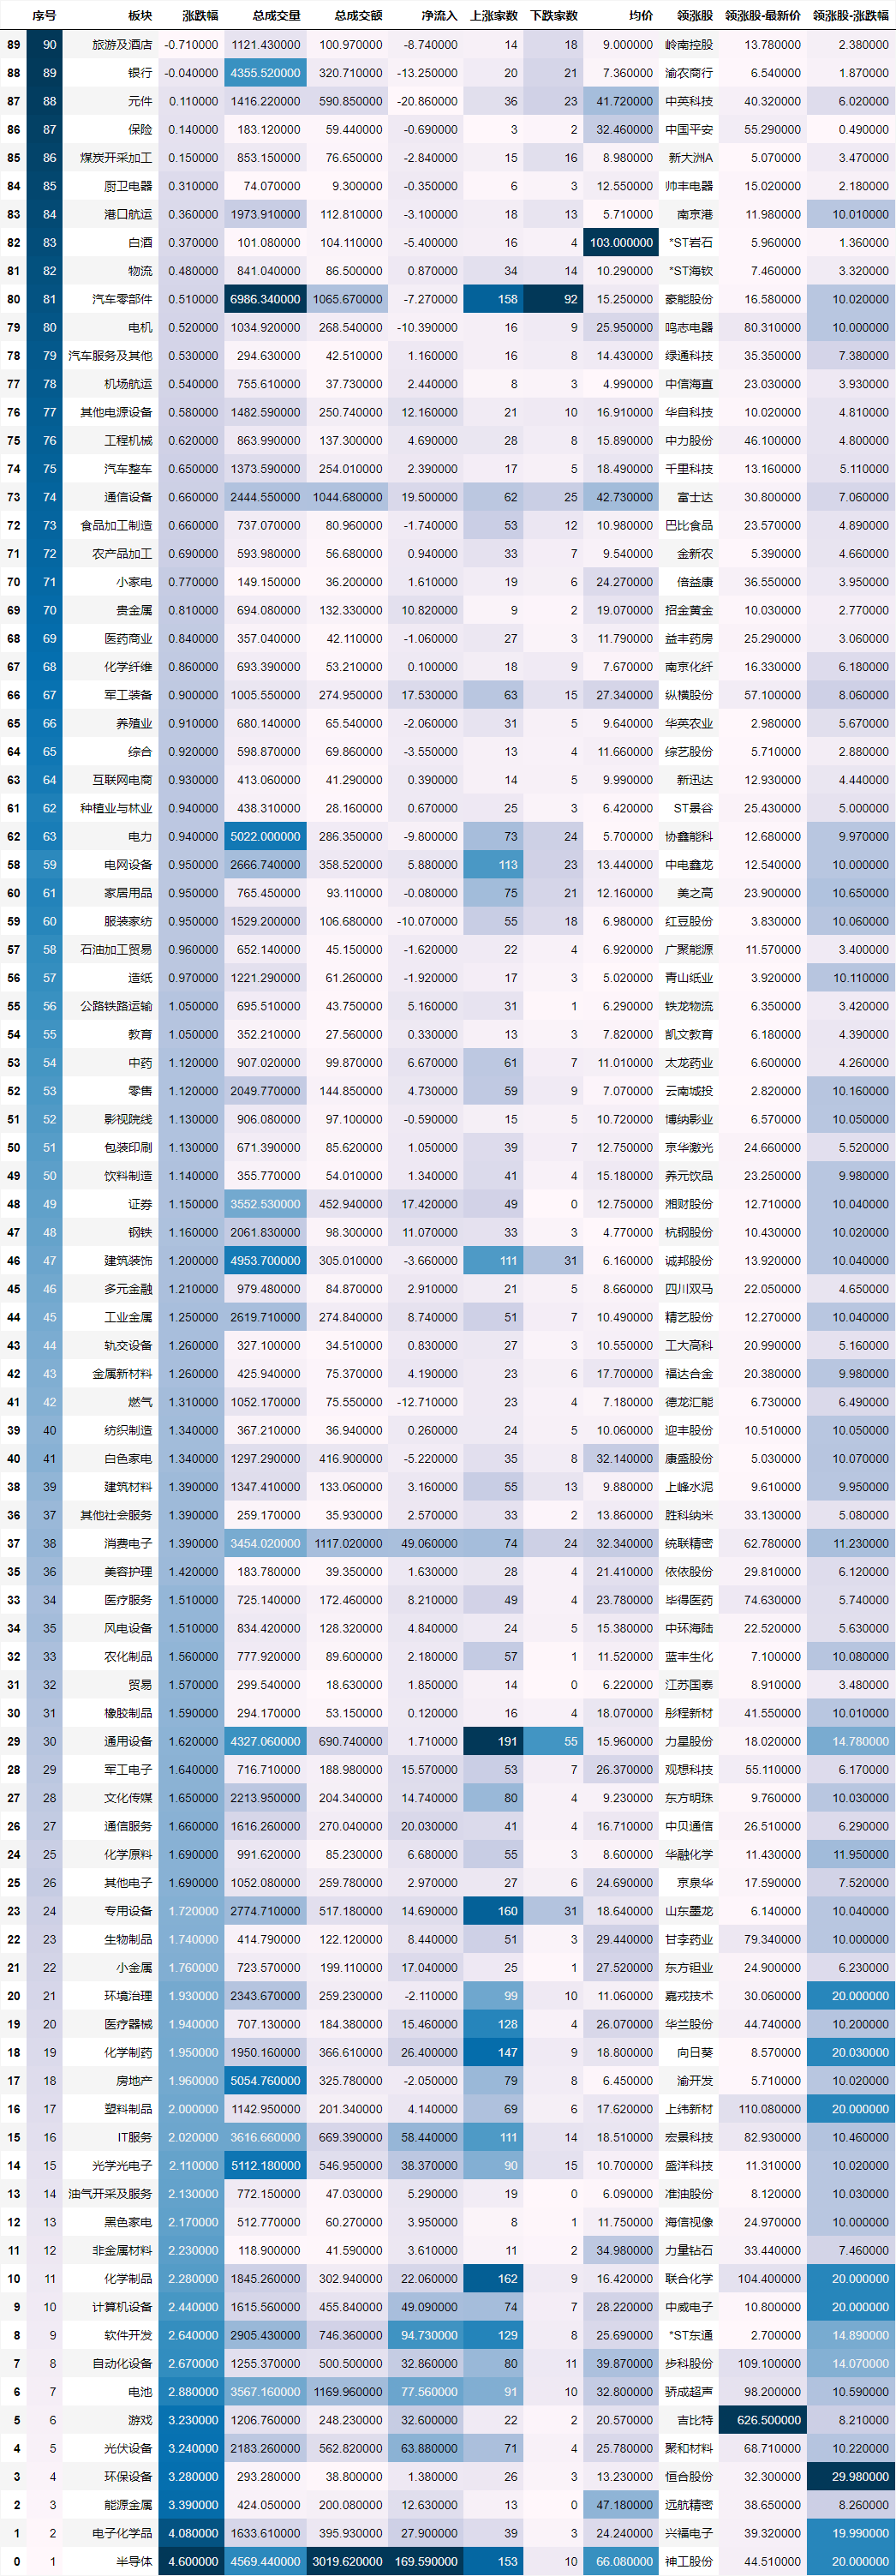 序号 板块 涨跌幅 总成交量 总成交额 净流入 上涨家数 下跌家数 均价 领涨股 领涨股-最新价 领涨股-涨跌幅
89 90 旅游及酒店 -0.710000 1121.430000 100.970000 -8.740000 14 18 9.000000 岭南控股 13.780000 2.380000
88 89 银行 -0.040000 4355.520000 320.710000 -13.250000 20 21 7.360000 渝农商行 6.540000 1.870000
87 88 元件 0.110000 1416.220000 590.850000 -20.860000 36 23 41.720000 中英科技 40.320000 6.020000
86 87 保险 0.140000 183.120000 59.440000 -0.690000 3 2 32.460000 中国平安 55.290000 0.490000
85 86 煤炭开采加工 0.150000 853.150000 76.650000 -2.840000 15 16 8.980000 新大洲A 5.070000 3.470000
84 85 厨卫电器 0.310000 74.070000 9.300000 -0.350000 6 3 12.550000 帅丰电器 15.020000 2.180000
83 84 港口航运 0.360000 1973.910000 112.810000 -3.100000 18 13 5.710000 南京港 11.980000 10.010000
82 83 白酒 0.370000 101.080000 104.110000 -5.400000 16 4 103.000000 *ST岩石 5.960000 1.360000
81 82 物流 0.480000 841.040000 86.500000 0.870000 34 14 10.290000 *ST海钦 7.460000 3.320000
80 81 汽车零部件 0.510000 6986.340000 1065.670000 -7.270000 158 92 15.250000 豪能股份 16.580000 10.020000
79 80 电机 0.520000 1034.920000 268.540000 -10.390000 16 9 25.950000 鸣志电器 80.310000 10.000000
78 79 汽车服务及其他 0.530000 294.630000 42.510000 1.160000 16 8 14.430000 绿通科技 35.350000 7.380000
77 78 机场航运 0.540000 755.610000 37.730000 2.440000 8 3 4.990000 中信海直 23.030000 3.930000
76 77 其他电源设备 0.580000 1482.590000 250.740000 12.160000 21 10 16.910000 华自科技 10.020000 4.810000
75 76 工程机械 0.620000 863.990000 137.300000 4.690000 28 8 15.890000 中力股份 46.100000 4.800000
74 75 汽车整车 0.650000 1373.590000 254.010000 2.390000 17 5 18.490000 千里科技 13.160000 5.110000
73 74 通信设备 0.660000 2444.550000 1044.680000 19.500000 62 25 42.730000 富士达 30.800000 7.060000
72 73 食品加工制造 0.660000 737.070000 80.960000 -1.740000 53 12 10.980000 巴比食品 23.570000 4.890000
71 72 农产品加工 0.690000 593.980000 56.680000 0.940000 33 7 9.540000 金新农 5.390000 4.660000
70 71 小家电 0.770000 149.150000 36.200000 1.610000 19 6 24.270000 倍益康 36.550000 3.950000
69 70 贵金属 0.810000 694.080000 132.330000 10.820000 9 2 19.070000 招金黄金 10.030000 2.770000
68 69 医药商业 0.840000 357.040000 42.110000 -1.060000 27 3 11.790000 益丰药房 25.290000 3.060000
67 68 化学纤维 0.860000 693.390000 53.210000 0.100000 18 9 7.670000 南京化纤 16.330000 6.180000
66 67 军工装备 0.900000 1005.550000 274.950000 17.530000 63 15 27.340000 纵横股份 57.100000 8.060000
65 66 养殖业 0.910000 680.140000 65.540000 -2.060000 31 5 9.640000 华英农业 2.980000 5.670000
64 65 综合 0.920000 598.870000 69.860000 -3.550000 13 4 11.660000 综艺股份 5.710000 2.880000
63 64 互联网电商 0.930000 413.060000 41.290000 0.390000 14 5 9.990000 新迅达 12.930000 4.440000
61 62 种植业与林业 0.940000 438.310000 28.160000 0.670000 25 3 6.420000 ST景谷 25.430000 5.000000
62 63 电力 0.940000 5022.000000 286.350000 -9.800000 73 24 5.700000 协鑫能科 12.680000 9.970000
58 59 电网设备 0.950000 2666.740000 358.520000 5.880000 113 23 13.440000 中电鑫龙 12.540000 10.000000
60 61 家居用品 0.950000 765.450000 93.110000 -0.080000 75 21 12.160000 美之高 23.900000 10.650000
59 60 服装家纺 0.950000 1529.200000 106.680000 -10.070000 55 18 6.980000 红豆股份 3.830000 10.060000
57 58 石油加工贸易 0.960000 652.140000 45.150000 -1.620000 22 4 6.920000 广聚能源 11.570000 3.400000
56 57 造纸 0.970000 1221.290000 61.260000 -1.920000 17 3 5.020000 青山纸业 3.920000 10.110000
55 56 公路铁路运输 1.050000 695.510000 43.750000 5.160000 31 1 6.290000 铁龙物流 6.350000 3.420000
54 55 教育 1.050000 352.210000 27.560000 0.330000 13 3 7.820000 凯文教育 6.180000 4.390000
53 54 中药 1.120000 907.020000 99.870000 6.670000 61 7 11.010000 太龙药业 6.600000 4.260000
52 53 零售 1.120000 2049.770000 144.850000 4.730000 59 9 7.070000 云南城投 2.820000 10.160000
51 52 影视院线 1.130000 906.080000 97.100000 -0.590000 15 5 10.720000 博纳影业 6.570000 10.050000
50 51 包装印刷 1.130000 671.390000 85.620000 1.050000 39 7 12.750000 京华激光 24.660000 5.520000
49 50 饮料制造 1.140000 355.770000 54.010000 1.340000 41 4 15.180000 养元饮品 23.250000 9.980000
48 49 证券 1.150000 3552.530000 452.940000 17.420000 49 0 12.750000 湘财股份 12.710000 10.040000
47 48 钢铁 1.160000 2061.830000 98.300000 11.070000 33 3 4.770000 杭钢股份 10.430000 10.020000
46 47 建筑装饰 1.200000 4953.700000 305.010000 -3.660000 111 31 6.160000 诚邦股份 13.920000 10.040000
45 46 多元金融 1.210000 979.480000 84.870000 2.910000 21 5 8.660000 四川双马 22.050000 4.650000
44 45 工业金属 1.250000 2619.710000 274.840000 8.740000 51 7 10.490000 精艺股份 12.270000 10.040000
43 44 轨交设备 1.260000 327.100000 34.510000 0.830000 27 3 10.550000 工大高科 20.990000 5.160000
42 43 金属新材料 1.260000 425.940000 75.370000 4.190000 23 6 17.700000 福达合金 20.380000 9.980000
41 42 燃气 1.310000 1052.170000 75.550000 -12.710000 23 4 7.180000 德龙汇能 6.730000 6.490000
39 40 纺织制造 1.340000 367.210000 36.940000 0.260000 24 5 10.060000 迎丰股份 10.510000 10.050000
40 41 白色家电 1.340000 1297.290000 416.900000 -5.220000 35 8 32.140000 康盛股份 5.030000 10.070000
38 39 建筑材料 1.390000 1347.410000 133.060000 3.160000 55 13 9.880000 上峰水泥 9.610000 9.950000
36 37 其他社会服务 1.390000 259.170000 35.930000 2.570000 33 2 13.860000 胜科纳米 33.130000 5.080000
37 38 消费电子 1.390000 3454.020000 1117.020000 49.060000 74 24 32.340000 统联精密 62.780000 11.230000
35 36 美容护理 1.420000 183.780000 39.350000 1.630000 28 4 21.410000 依依股份 29.810000 6.120000
33 34 医疗服务 1.510000 725.140000 172.460000 8.210000 49 4 23.780000 毕得医药 74.630000 5.740000
34 35 风电设备 1.510000 834.420000 128.320000 4.840000 24 5 15.380000 中环海陆 22.520000 5.630000
32 33 农化制品 1.560000 777.920000 89.600000 2.180000 57 1 11.520000 蓝丰生化 7.100000 10.080000
31 32 贸易 1.570000 299.540000 18.630000 1.850000 14 0 6.220000 江苏国泰 8.910000 3.480000
30 31 橡胶制品 1.590000 294.170000 53.150000 0.120000 16 4 18.070000 彤程新材 41.550000 10.010000
29 30 通用设备 1.620000 4327.060000 690.740000 1.710000 191 55 15.960000 力星股份 18.020000 14.780000
28 29 军工电子 1.640000 716.710000 188.980000 15.570000 53 7 26.370000 观想科技 55.110000 6.170000
27 28 文化传媒 1.650000 2213.950000 204.340000 14.740000 80 4 9.230000 东方明珠 9.760000 10.030000
26 27 通信服务 1.660000 1616.260000 270.040000 20.030000 41 4 16.710000 中贝通信 26.510000 6.290000
24 25 化学原料 1.690000 991.620000 85.230000 6.680000 55 3 8.600000 华融化学 11.430000 11.950000
25 26 其他电子 1.690000 1052.080000 259.780000 2.970000 27 6 24.690000 京泉华 17.590000 7.520000
23 24 专用设备 1.720000 2774.710000 517.180000 14.690000 160 31 18.640000 山东墨龙 6.140000 10.040000
22 23 生物制品 1.740000 414.790000 122.120000 8.440000 51 3 29.440000 甘李药业 79.340000 10.000000
21 22 小金属 1.760000 723.570000 199.110000 17.040000 25 1 27.520000 东方钽业 24.900000 6.230000
20 21 环境治理 1.930000 2343.670000 259.230000 -2.110000 99 10 11.060000 嘉戎技术 30.060000 20.000000
19 20 医疗器械 1.940000 707.130000 184.380000 15.460000 128 4 26.070000 华兰股份 44.740000 10.200000
18 19 化学制药 1.950000 1950.160000 366.610000 26.400000 147 9 18.800000 向日葵 8.570000 20.030000
17 18 房地产 1.960000 5054.760000 325.780000 -2.050000 79 8 6.450000 渝开发 5.710000 10.020000
16 17 塑料制品 2.000000 1142.950000 201.340000 4.140000 69 6 17.620000 上纬新材 110.080000 20.000000
15 16 IT服务 2.020000 3616.660000 669.390000 58.440000 111 14 18.510000 宏景科技 82.930000 10.460000
14 15 光学光电子 2.110000 5112.180000 546.950000 38.370000 90 15 10.700000 盛洋科技 11.310000 10.020000
13 14 油气开采及服务 2.130000 772.150000 47.030000 5.290000 19 0 6.090000 准油股份 8.120000 10.030000
12 13 黑色家电 2.170000 512.770000 60.270000 3.950000 8 1 11.750000 海信视像 24.970000 10.000000
11 12 非金属材料 2.230000 118.900000 41.590000 3.610000 11 2 34.980000 力量钻石 33.440000 7.460000
10 11 化学制品 2.280000 1845.260000 302.940000 22.060000 162 9 16.420000 联合化学 104.400000 20.000000
9 10 计算机设备 2.440000 1615.560000 455.840000 49.090000 74 7 28.220000 中威电子 10.800000 20.000000
8 9 软件开发 2.640000 2905.430000 746.360000 94.730000 129 8 25.690000 *ST东通 2.700000 14.890000
7 8 自动化设备 2.670000 1255.370000 500.500000 32.860000 80 11 39.870000 步科股份 109.100000 14.070000
6 7 电池 2.880000 3567.160000 1169.960000 77.560000 91 10 32.800000 骄成超声 98.200000 10.590000
5 6 游戏 3.230000 1206.760000 248.230000 32.600000 22 2 20.570000 吉比特 626.500000 8.210000
4 5 光伏设备 3.240000 2183.260000 562.820000 63.880000 71 4 25.780000 聚和材料 68.710000 10.220000
3 4 环保设备 3.280000 293.280000 38.800000 1.380000 26 3 13.230000 恒合股份 32.300000 29.980000
2 3 能源金属 3.390000 424.050000 200.080000 12.630000 13 0 47.180000 远航精密 38.650000 8.260000
1 2 电子化学品 4.080000 1633.610000 395.930000 27.900000 39 3 24.240000 兴福电子 39.320000 19.990000
0 1 半导体 4.600000 4569.440000 3019.620000 169.590000 153 10 66.080000 神工股份 44.510000 20.000000